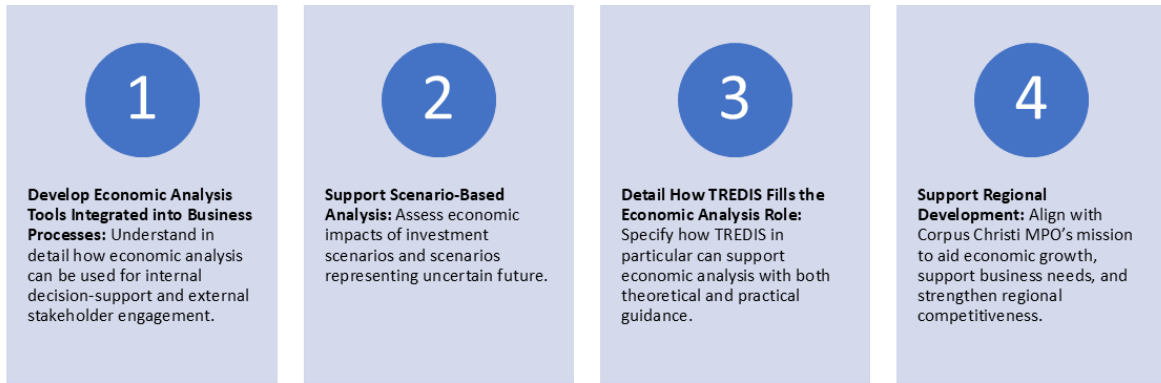 1
Develop Economic Analysis
Tools Integrated into Business
Processes: Understand in
detail how economic analysis
can be used for internal
decision-support and external
stakeholder engagement.
2
Support Scenario-Based
Analysis: Assess economic
impacts of investment
scenarios and scenarios
representing uncertain future.
3
Detail How TREDIS Fills the
Economic Analysis Role:
Specify how TREDIS in
particular can support
economic analysis with both
theoretical and practical
guidance.
4
Support Regional
Development: Align with
Corpus Christi MPO’s mission
to aid economic growth,
support business needs, and
strengthen regional
competitiveness.